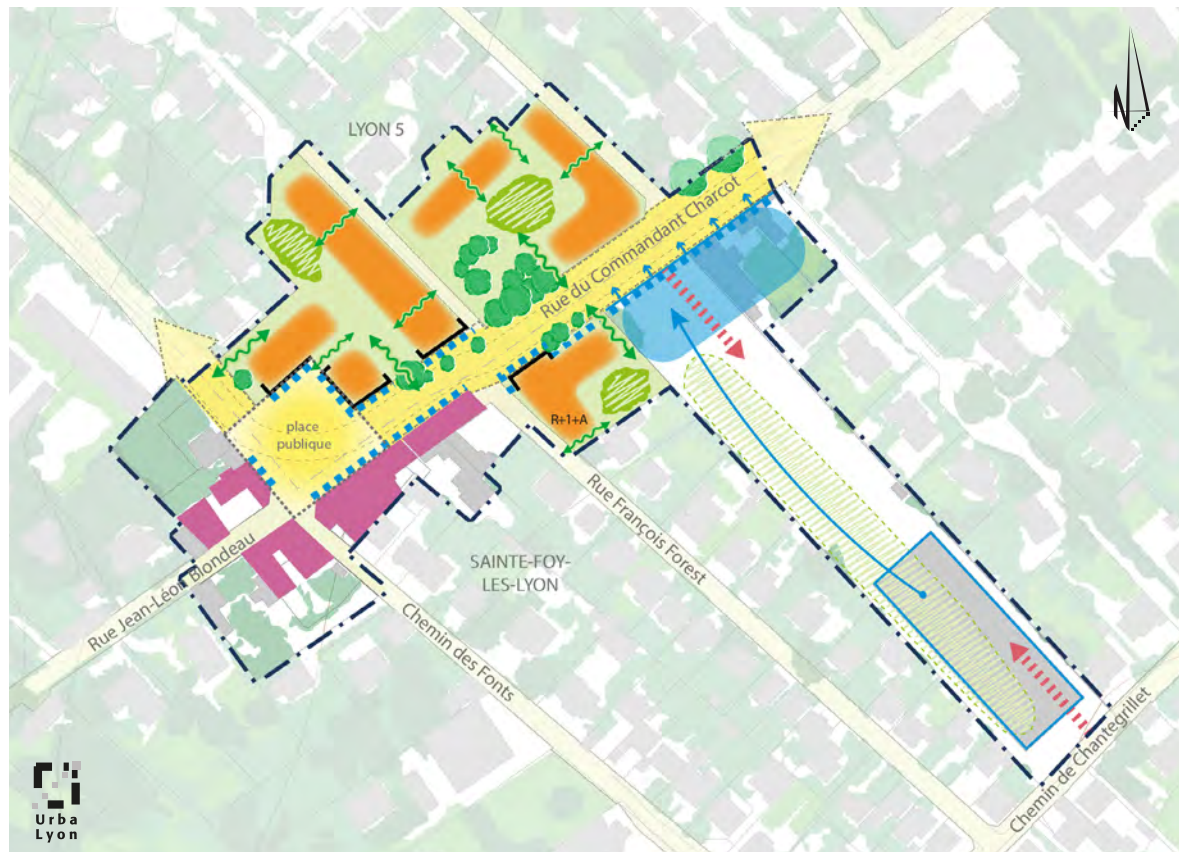 LYON 5
Rue du Commandant Charcot
N
place
publique
R+1+A
Rue Jean-Léon Blondeau
SAINTE-FOY-
LES-LYON
Rue François Forest
Chemin des Fonts
Chemin de Chantegrillet
Urba
Lyon